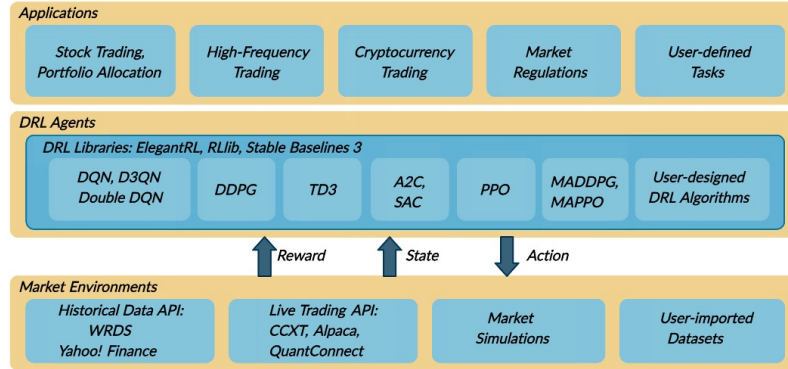 Applications
Stock Trading,
Portfolio Allocation
High-Frequency
Trading
Cryptocurrency
Trading
Market
Regulations
User-defined
Tasks
DRL Agents
DRL Libraries: ElegantRL, RLlib, Stable Baselines 3
DQN, D3QN
Double DQN
DDPG
TD3
A2C,
SAC
PPO
MADDPG,
MAPPO
User-designed
DRL Algorithms
Reward
State
Action
Market Environments
Historical Data API:
WRDS
Yahoo! Finance
Live Trading API:
CCXT, Alpaca,
QuantConnect
Market
Simulations
User-imported
Datasets